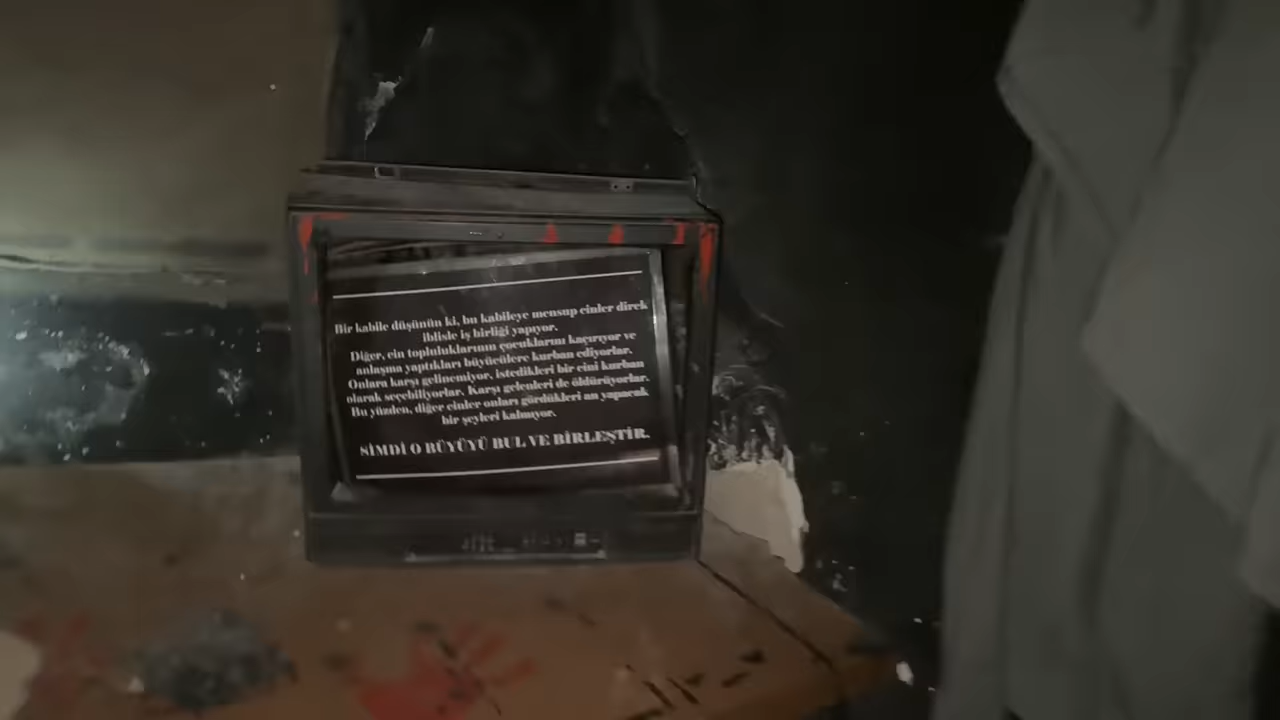 Bir kabile düşünün ki, bu kabileye mensup cinler direk
iblisle iş birliği yapıyor.
Diğer, cin topluluklarının çocuklarını kaçırıyor ve
anlaşma yaptıkları büyücülere kurban ediyorlar.
Onlara karşı gelinemiyor, istedikleri bir cini kurban
olarak seçebiliyorlar. Karşı gelenleri de öldürüyorlar.
Bu yüzden, diğer cinler onları gördükleri an yapacak
bir şeyleri kalmıyor.
SİMDİ O BÜYÜYÜ BUL VE BİRLEŞTİR.